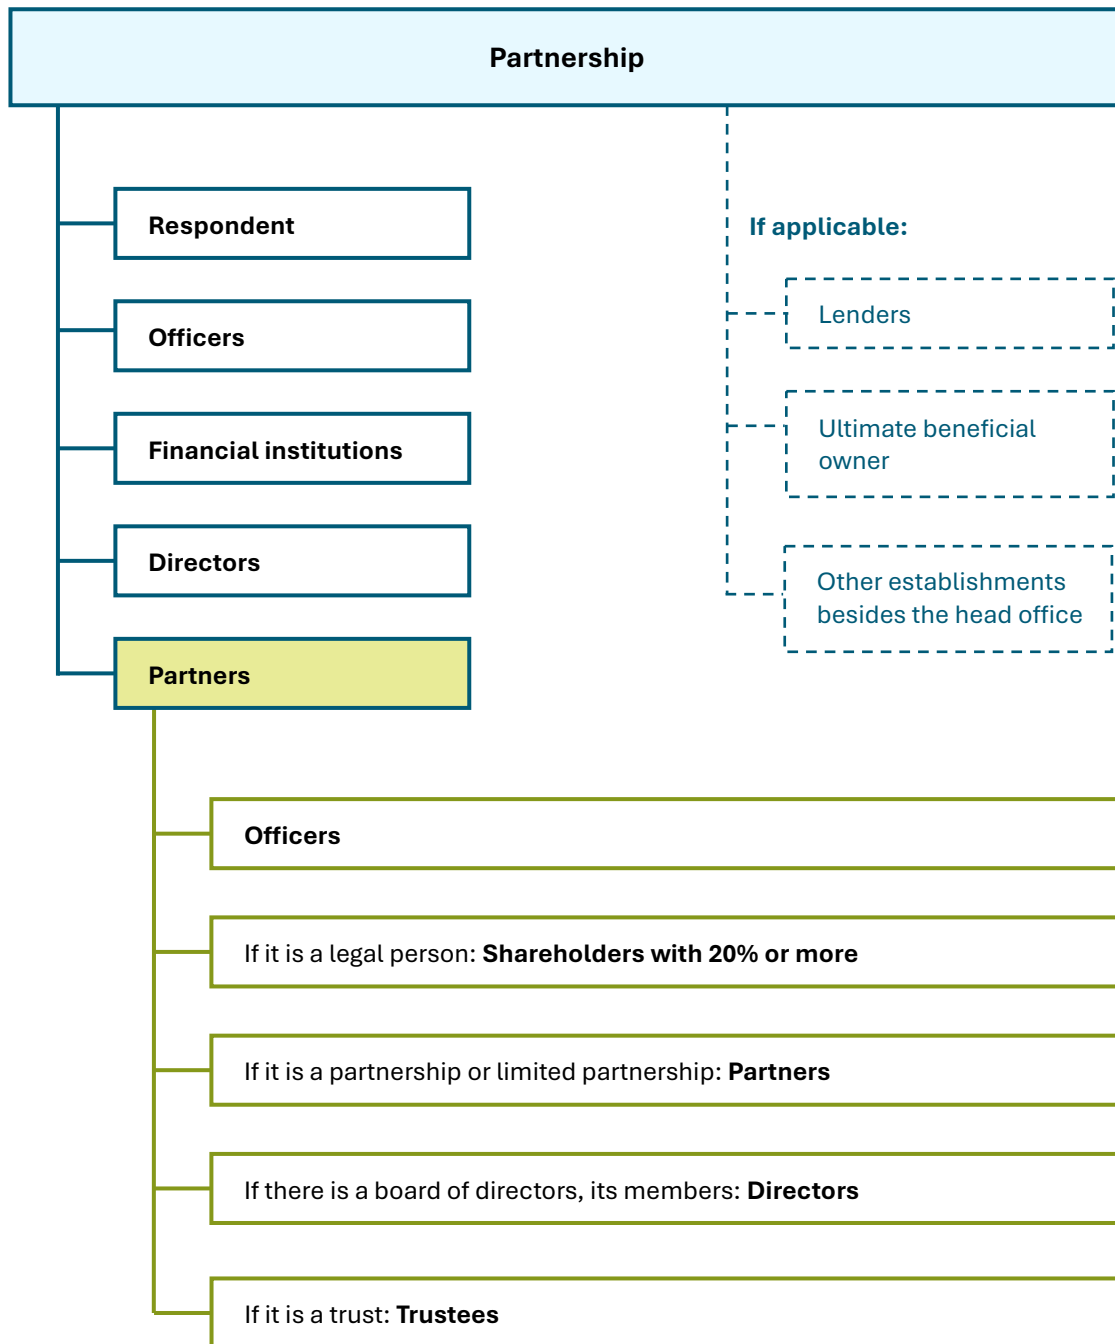 Partnership
Respondent
Officers
Financial institutions
Directors
Partners
If applicable:
Lenders
Ultimate beneficial
owner
Other establishments
besides the head office
Officers
If it is a legal person: Shareholders with 20% or more
If it is a partnership or limited partnership: Partners
If there is a board of directors, its members: Directors
If it is a trust: Trustees